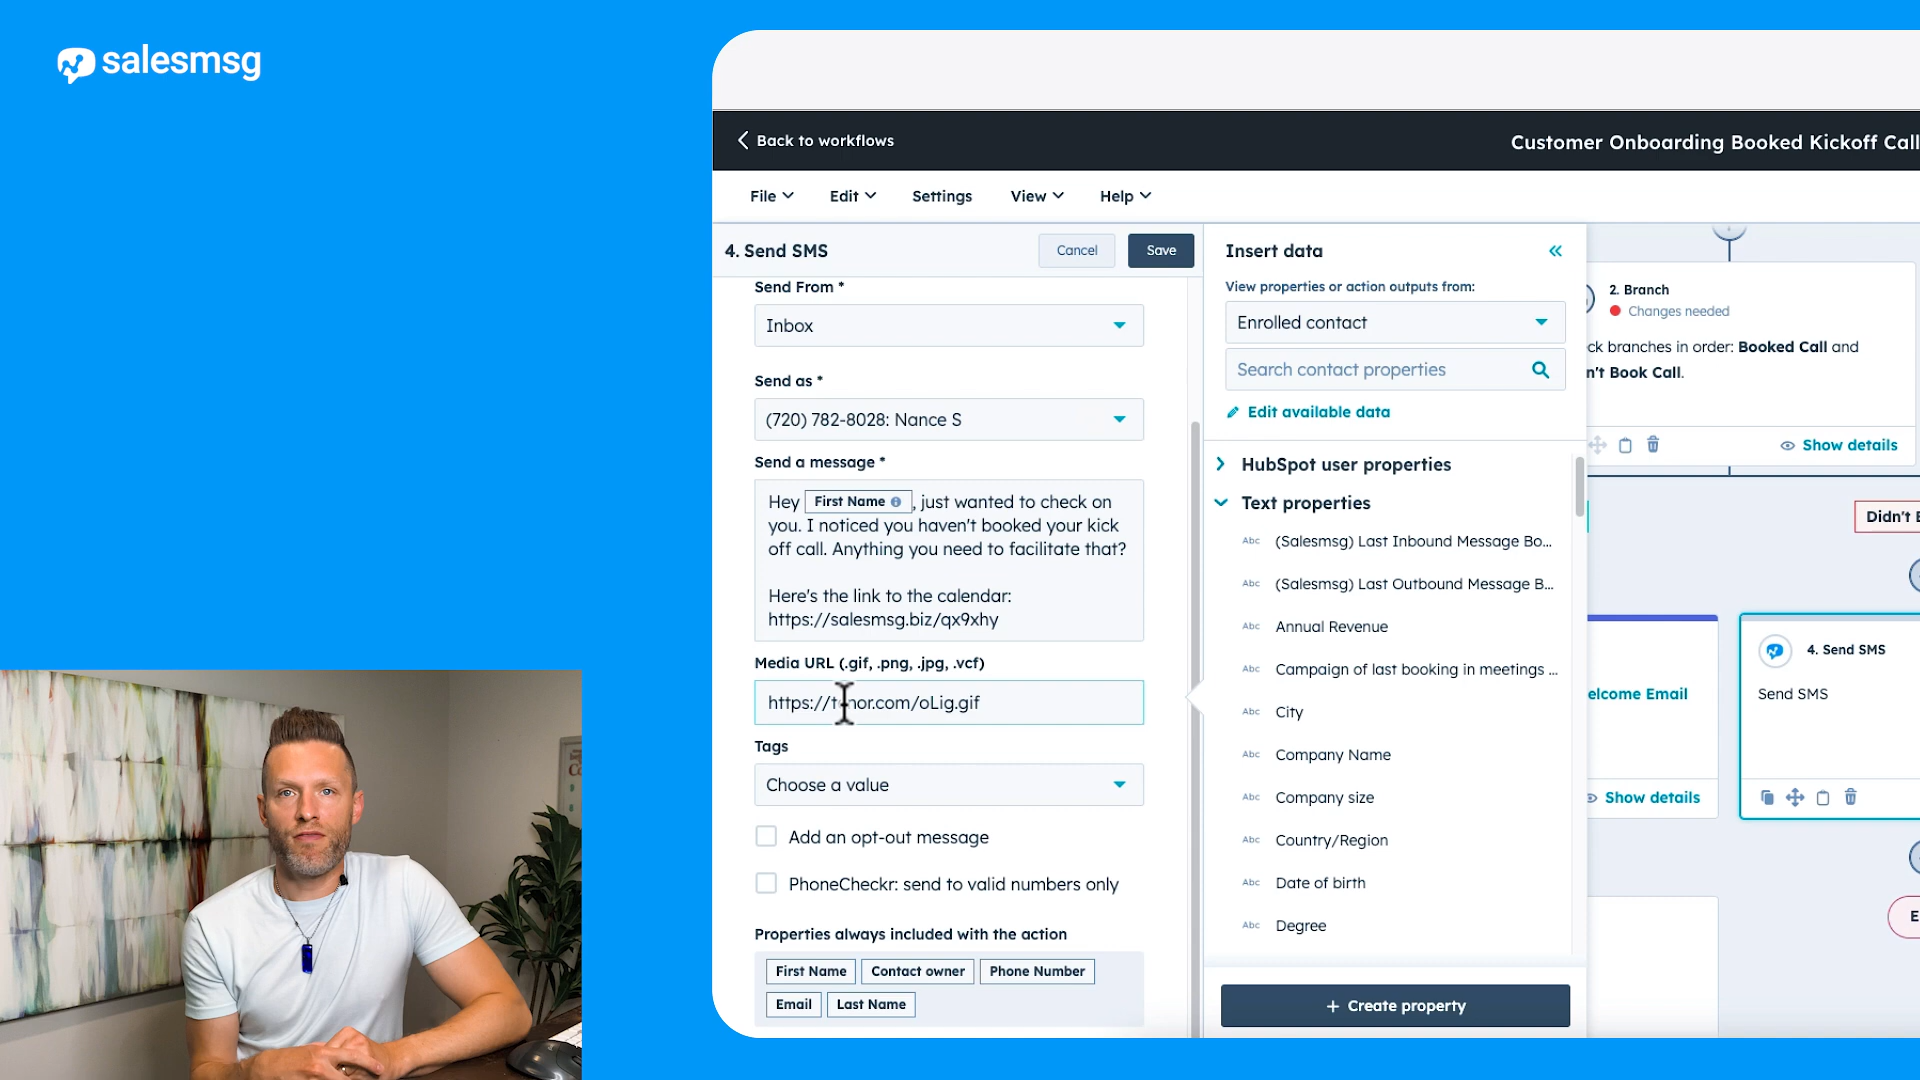 salesmsg
Back to workflows
Customer Onboarding Booked Kickoff Call
File
Edit
Settings
View
Help
4. Send SMS
Cancel
Save
Send From *
Inbox
Send as *
(720) 782-8028: Nance S
Send a message *
Hey First Name , just wanted to check on
you. I noticed you haven't booked your kick
off call. Anything you need to facilitate that?
Here's the link to the calendar:
https://salesmsg.biz/qx9xhy
Media URL (.gif, .png, .jpg, .vcf)
https://tenor.com/oLig.gif
Tags
Choose a value
Add an opt-out message
PhoneCheckr: send to valid numbers only
Properties always included with the action
First Name
Contact owner
Phone Number
Email
Last Name
Insert data
View properties or action outputs from:
Enrolled contact
Search contact properties
Edit available data
HubSpot user properties
Text properties
Abc (Salesmsg) Last Inbound Message Bo...
Abc (Salesmsg) Last Outbound Message B...
Abc Annual Revenue
Abc Campaign of last booking in meetings ...
Abc City
Abc Company Name
Abc Company size
Abc Country/Region
Abc Date of birth
Abc Degree
+ Create property
2. Branch
Changes needed
ck branches in order: Booked Call and
n't Book Call.
Show details
Didn't B
elcome Email
Show details
4. Send SMS
Send SMS
E